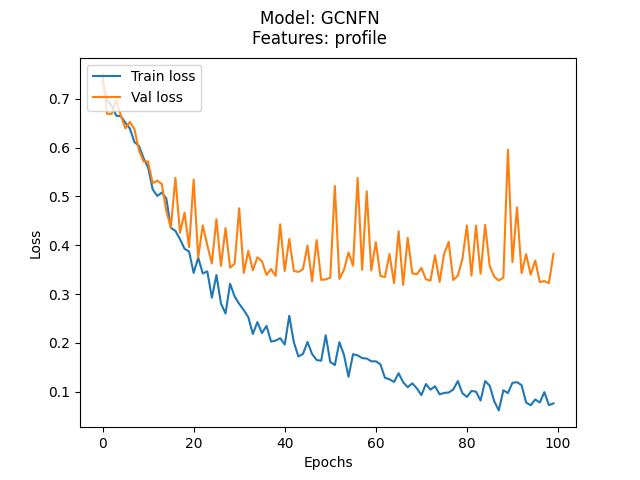 Model: GCNFN
Features: profile
Train loss
Val loss
0.7
0.6
0.5
0.4
0.3
0.2
0.1
Loss
0 20 40 60 80 100
Epochs